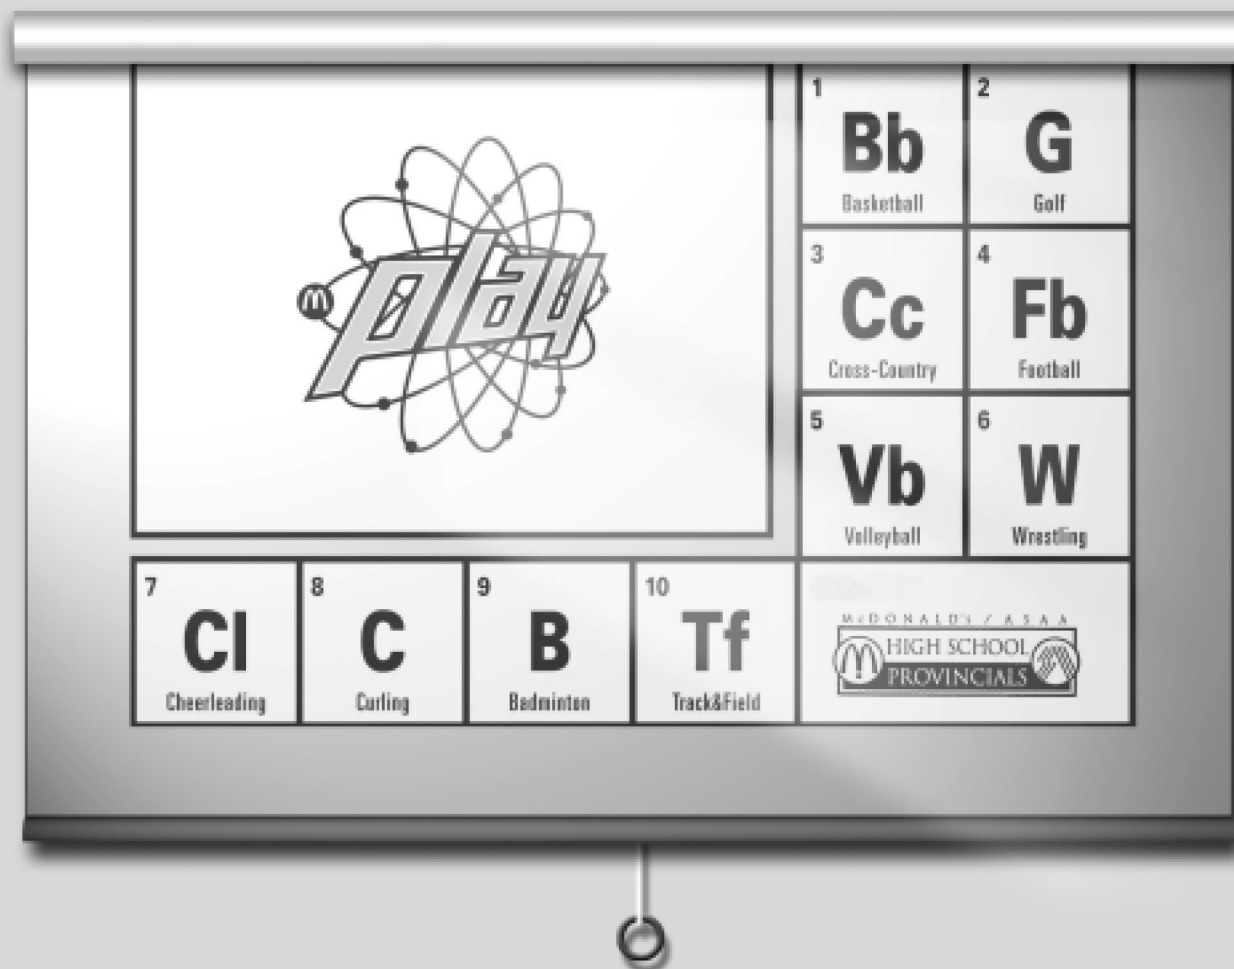 play
1
Bb
Basketball
2
G
Golf
3
Cc
Cross-Country
4
Fb
Football
5
Vb
Volleyball
6
W
Wrestling
7
Cl
Cheerleading
8
C
Curling
9
B
Badminton
10
Tf
Track&Field
McDONALD's / ASAA
HIGH SCHOOL
PROVINCIALS